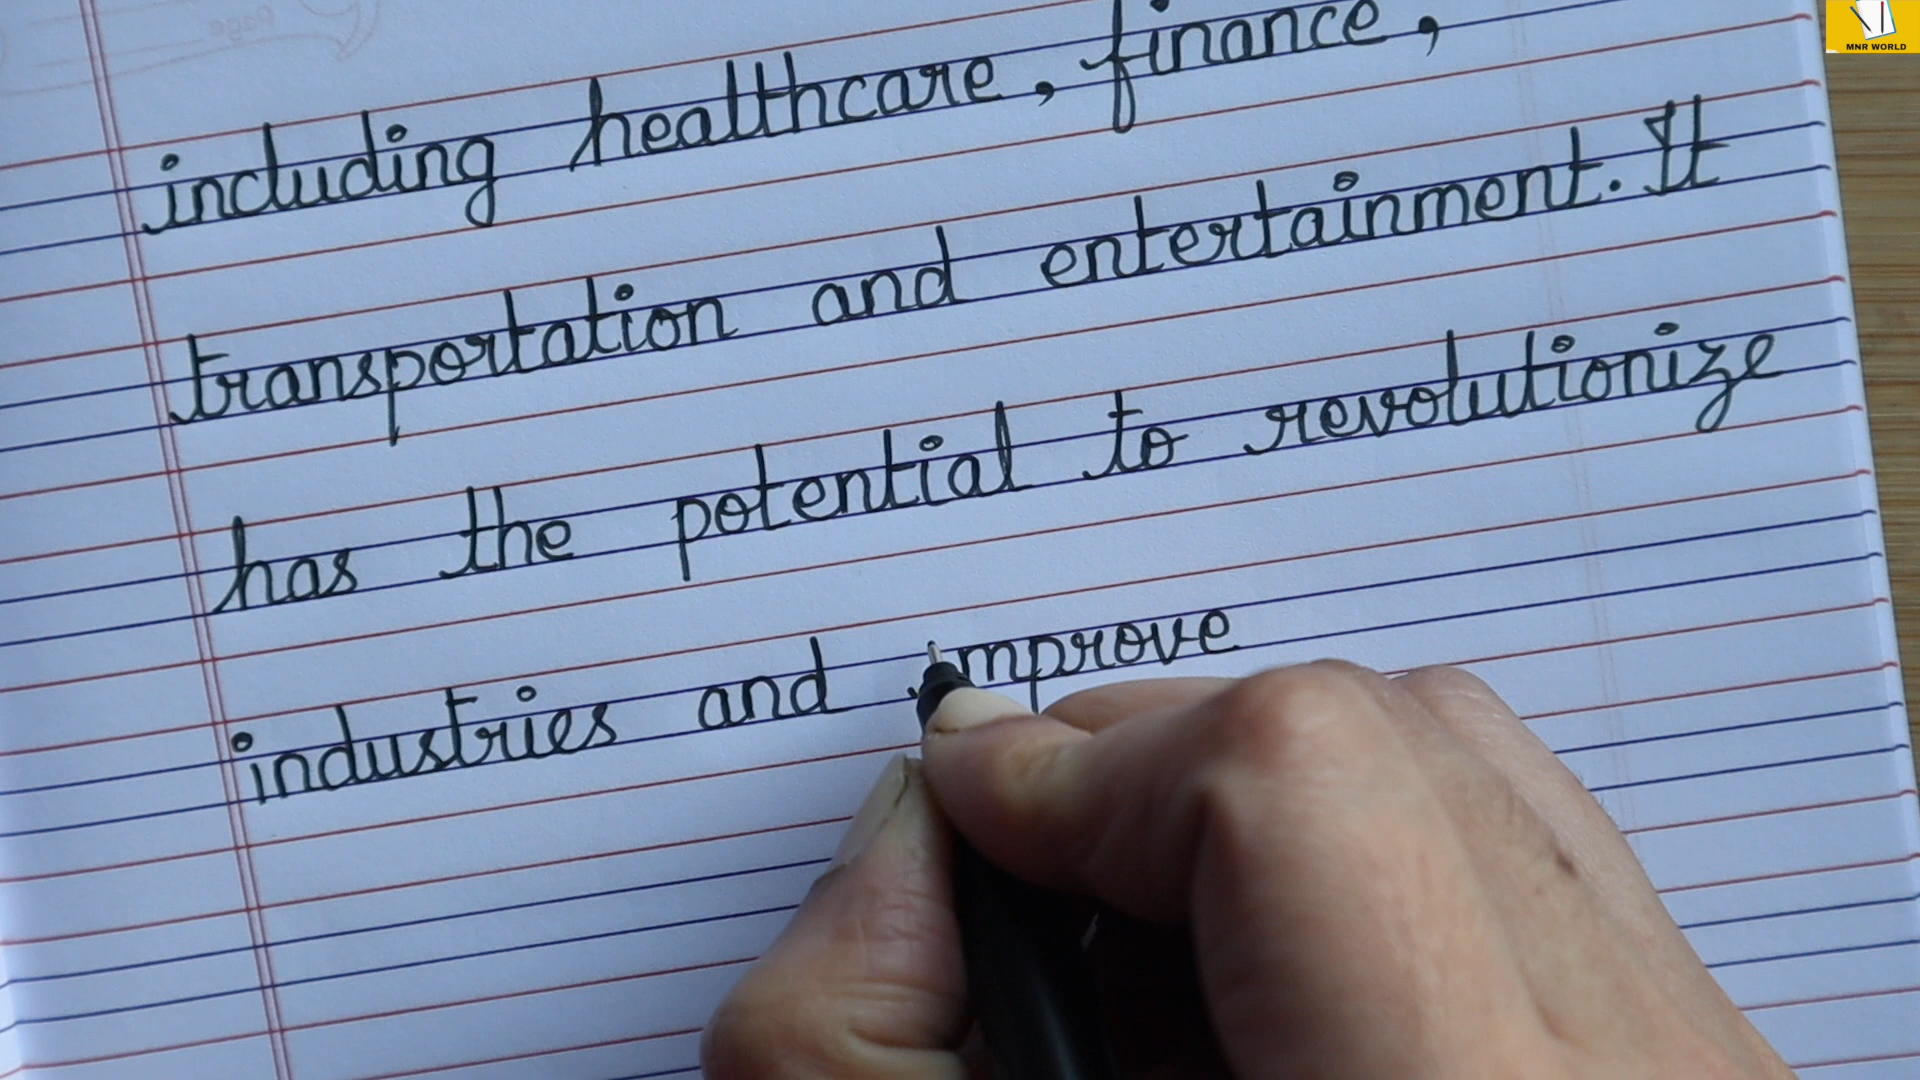 MNR WORLD
including healthcare, finance,
transportation and entertainment. It
has the potential to revolutionize
industries and improve